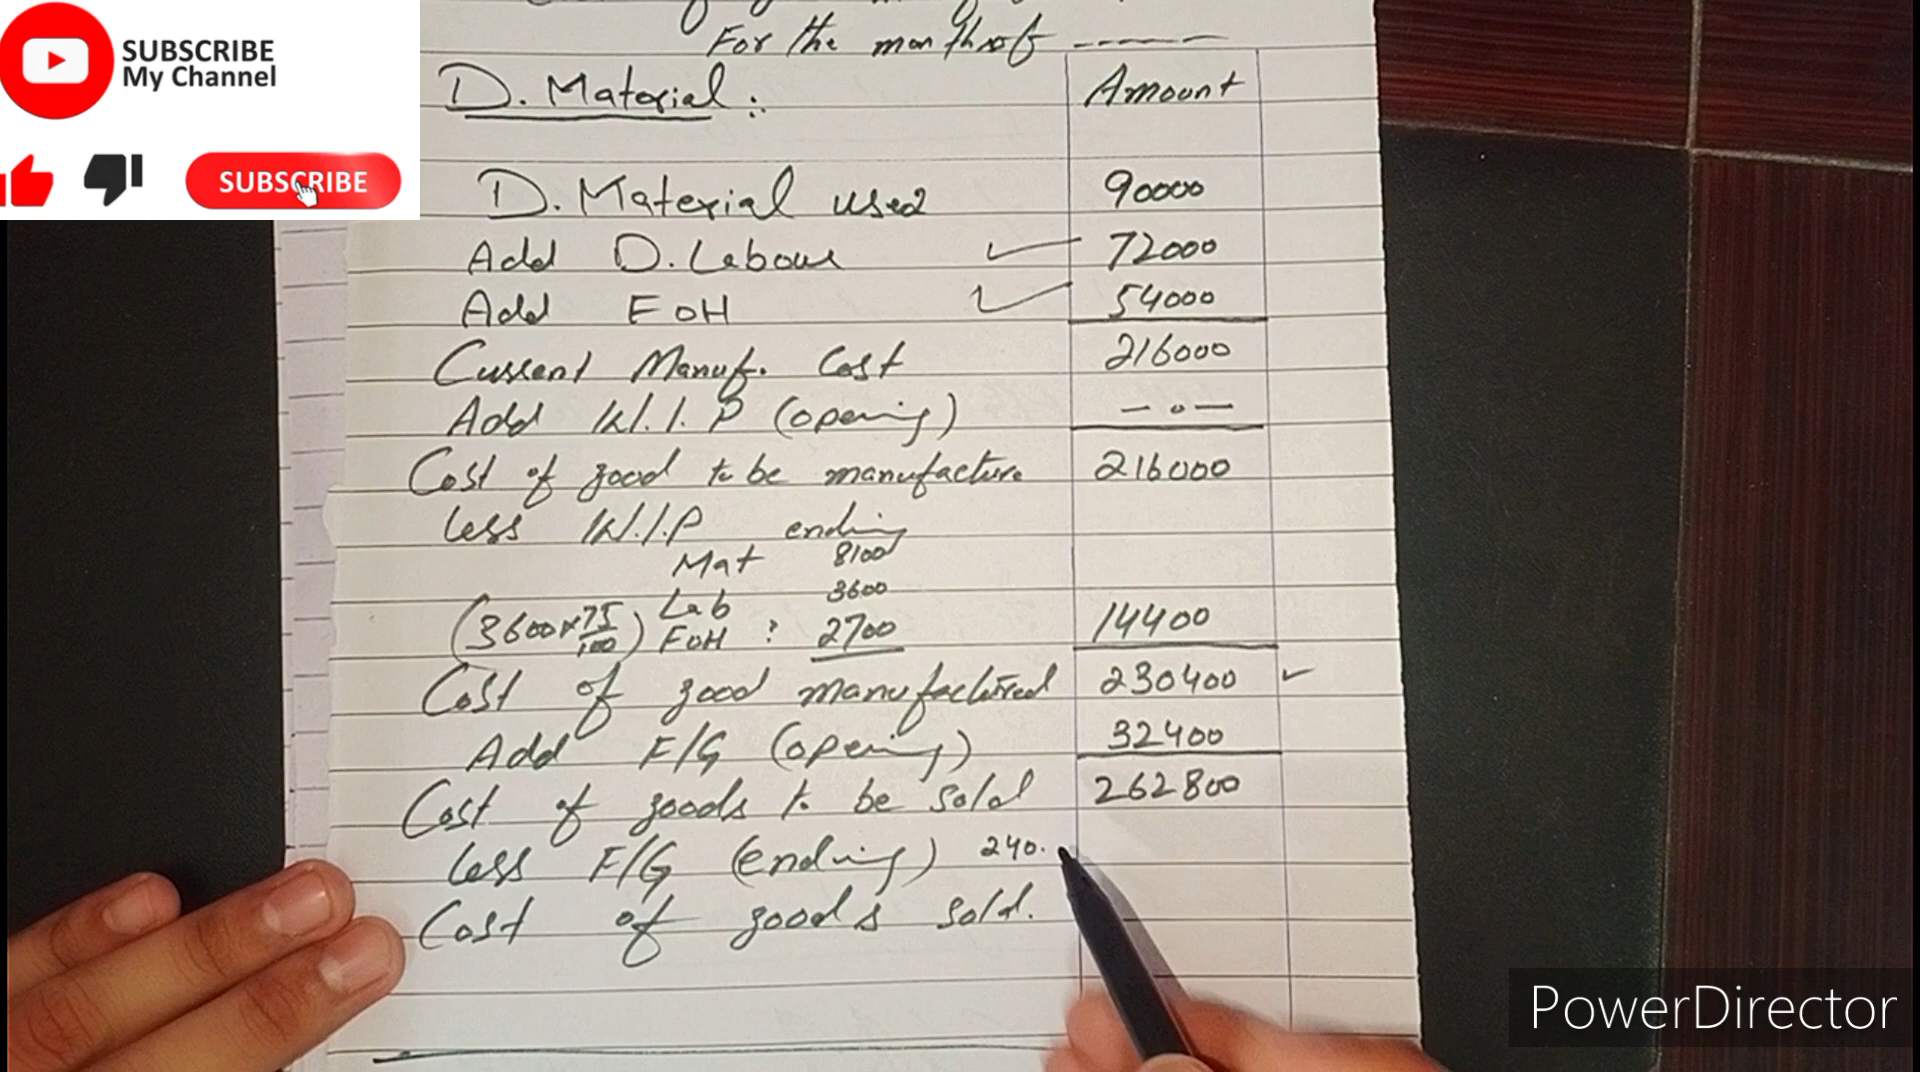 SUBSCRIBE
My Channel
SUBSCRIBE
For the month of -----
D. Material: Amount
D. Material used 90000
Add D. Labour 72000
Add FOH 54000
Current Manuf. Cost 216000
Add W.I.P (opening) — o —
Cost of good to be manufacture 216000
Less W.I.P ending
Mat 8100
Lab 3600
(3600 × 75/100) FOH : 2700 14400
Cost of good manufactured 230400
Add F/G (opening) 32400
Cost of goods to be sold 262800
Less F/G (ending) 240.
Cost of goods sold.
PowerDirector